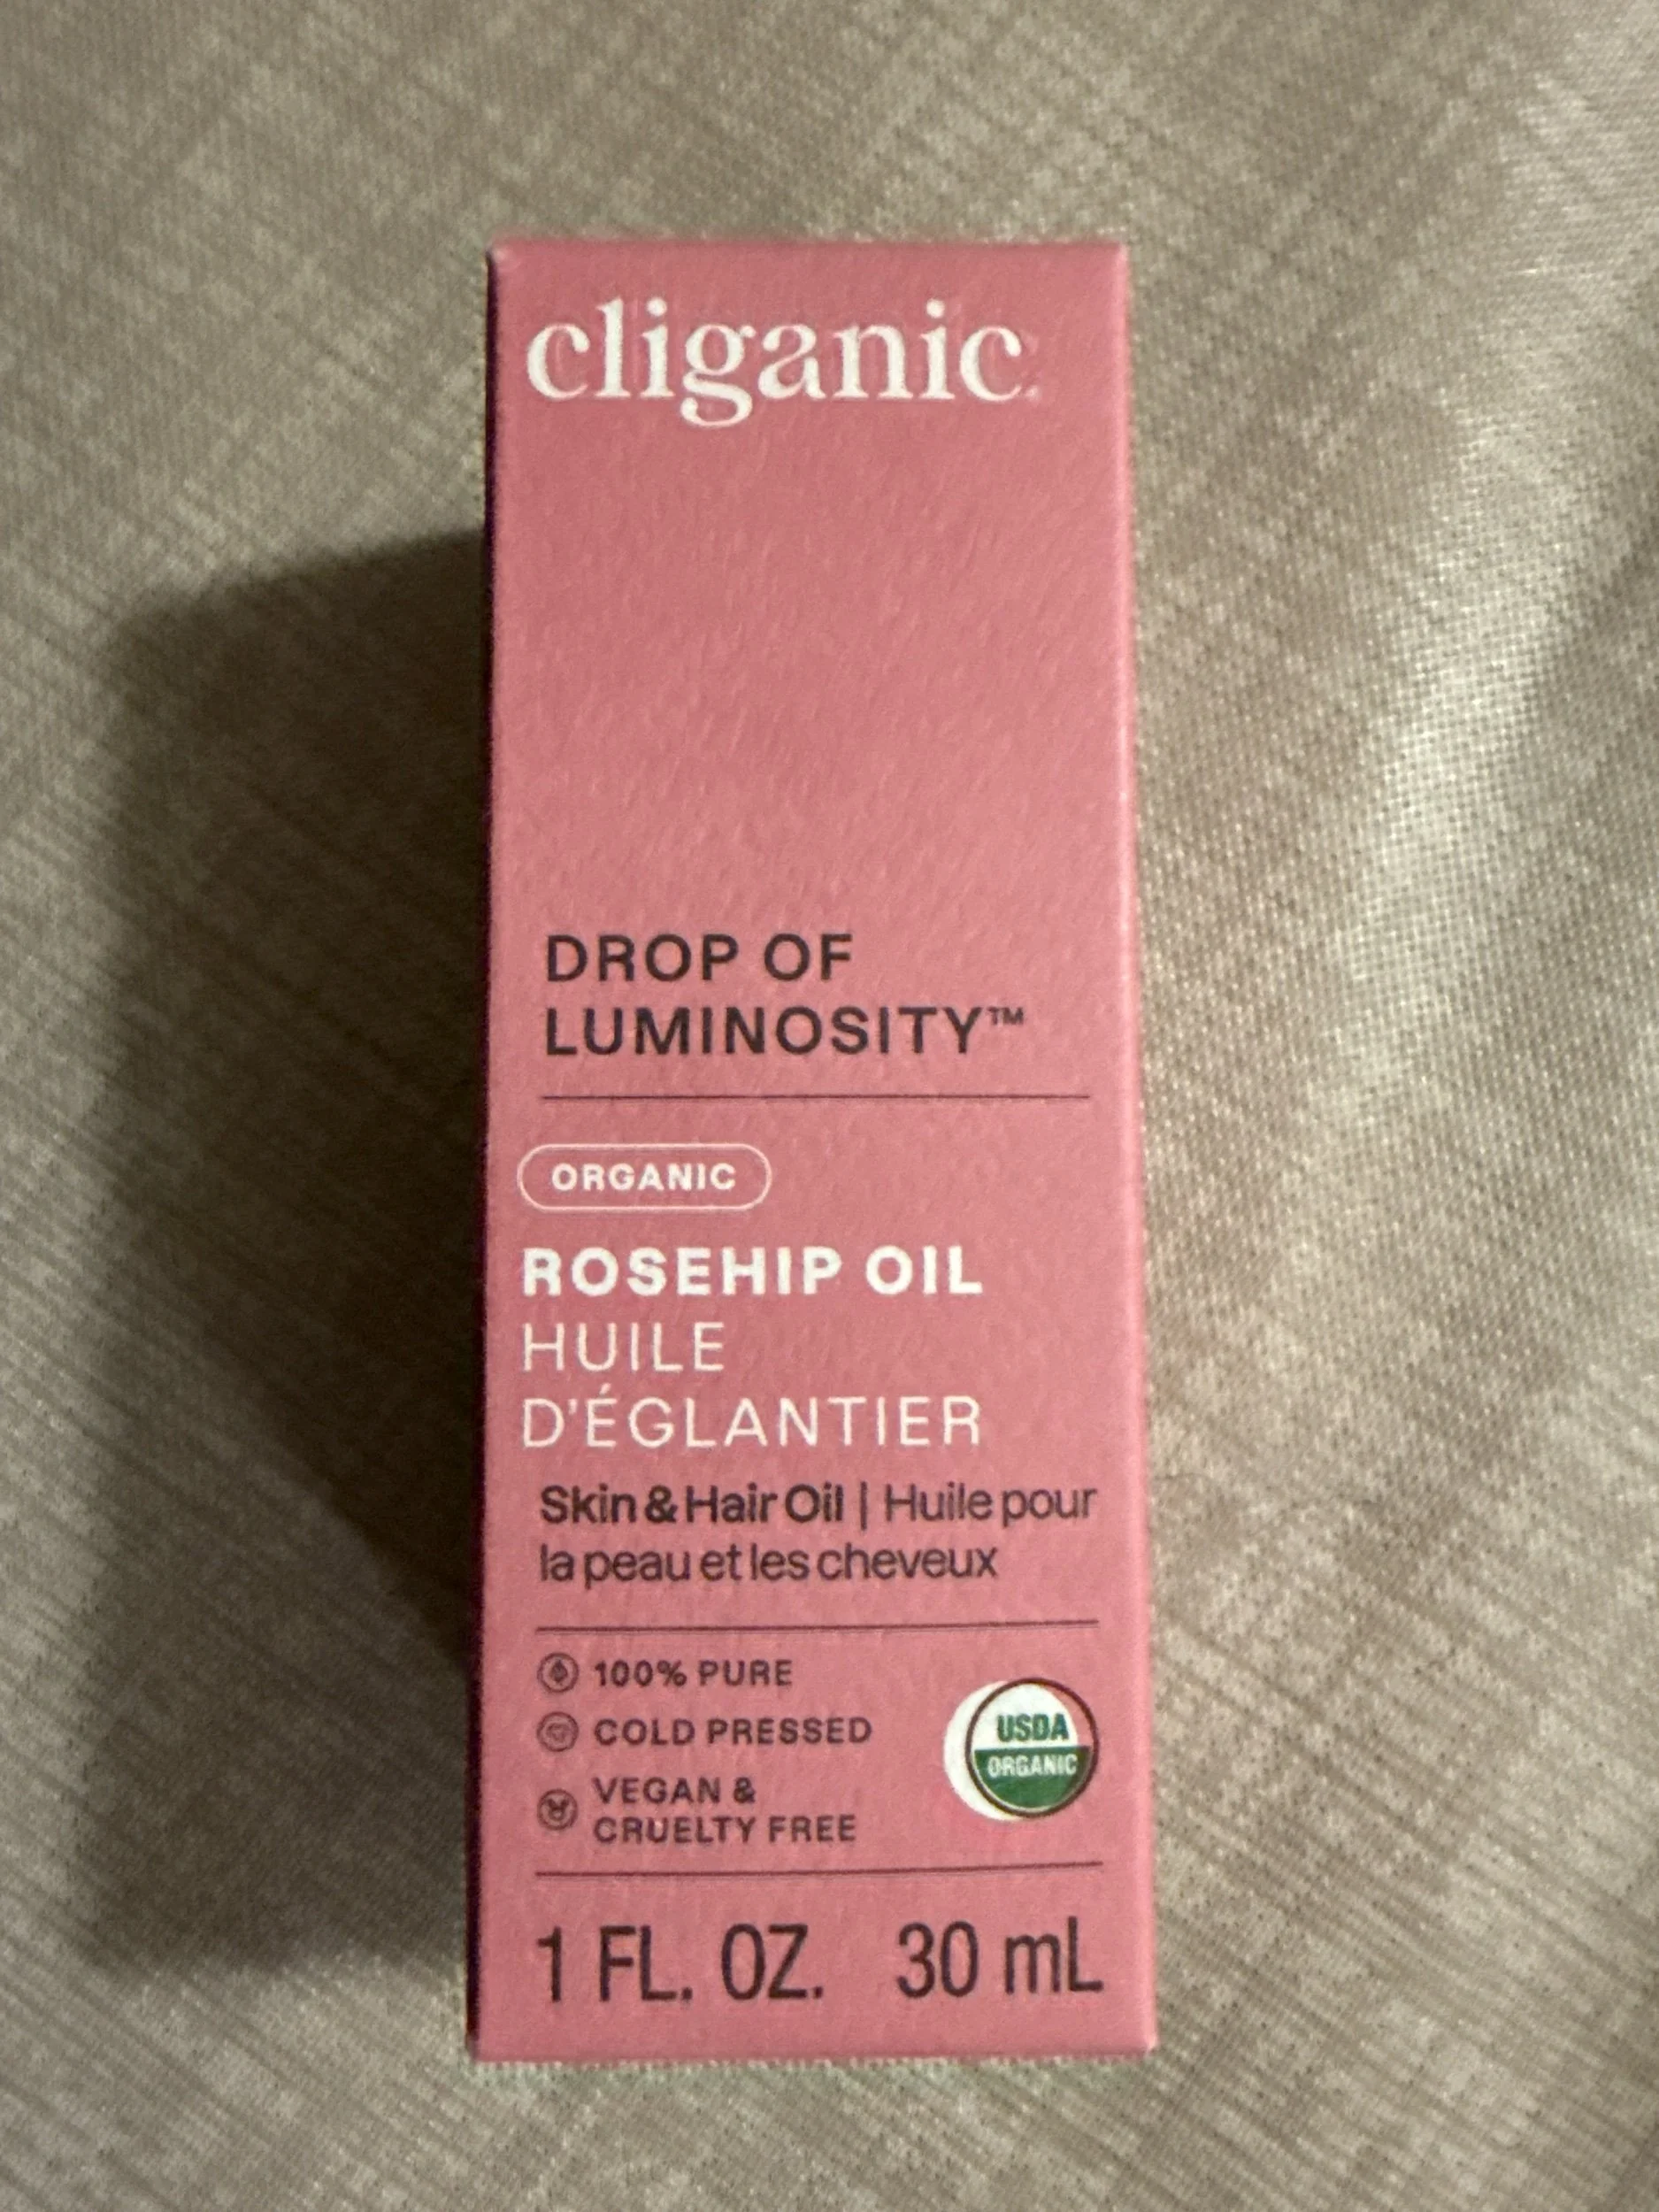 cliganic
DROP OF
LUMINOSITY™
ORGANIC
ROSEHIP OIL
HUILE
D'ÉGLANTIER
Skin & Hair Oil | Huile pour
la peau et les cheveux
100% PURE
COLD PRESSED
VEGAN &
CRUELTY FREE
USDA
ORGANIC
1 FL. OZ. 30 mL